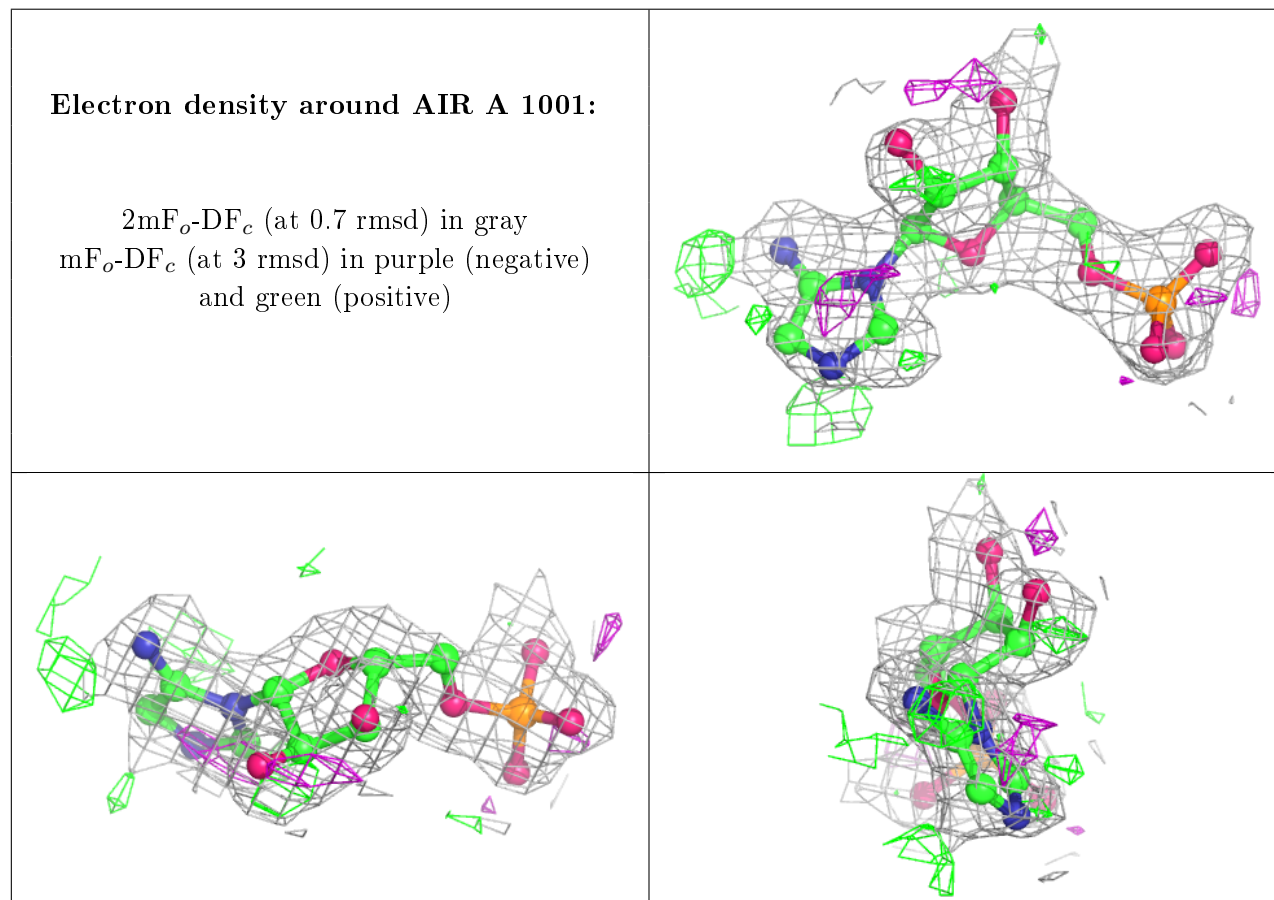 Electron density around AIR A 1001:
2mFo-DFc (at 0.7 rmsd) in gray
mFo-DFc (at 3 rmsd) in purple (negative)
and green (positive)